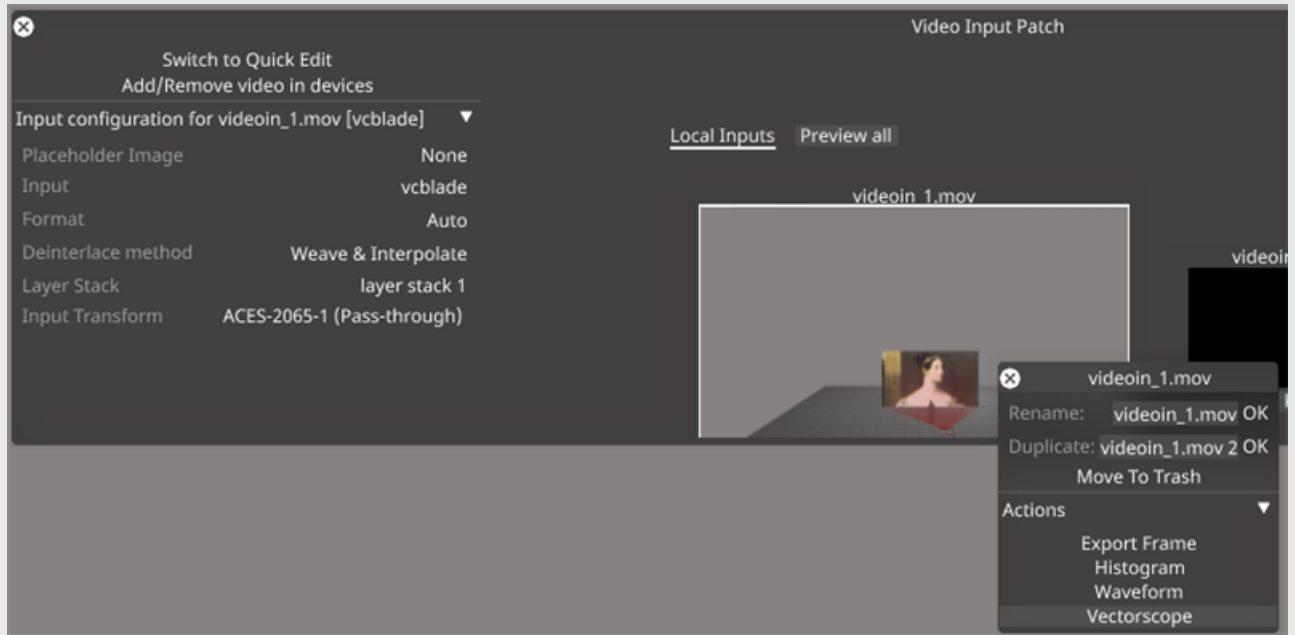 Video Input Patch
Switch to Quick Edit
Add/Remove video in devices
Input configuration for videoin_1.mov [vcblade] ▼
Placeholder Image None
Input vcblade
Format Auto
Deinterlace method Weave & Interpolate
Layer Stack layer stack 1
Input Transform ACES-2065-1 (Pass-through)
Local Inputs Preview all
videoin_1.mov
videoin_1.mov
Rename: videoin_1.mov OK
Duplicate: videoin_1.mov 2 OK
Move To Trash
Actions ▼
Export Frame
Histogram
Waveform
Vectorscope